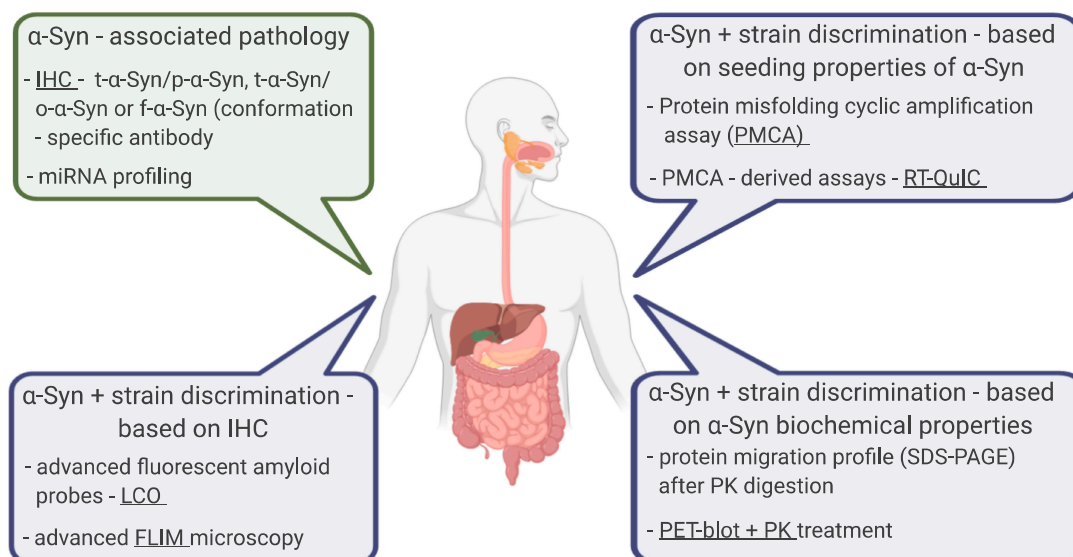 α-Syn - associated pathology
- IHC - t-α-Syn/p-α-Syn, t-α-Syn/
o-α-Syn or f-α-Syn (conformation
- specific antibody
- miRNA profiling
α-Syn + strain discrimination - based
on seeding properties of α-Syn
- Protein misfolding cyclic amplification
assay (PMCA)
- PMCA - derived assays - RT-QuIC
α-Syn + strain discrimination -
based on IHC
- advanced fluorescent amyloid
probes - LCO
- advanced FLIM microscopy
α-Syn + strain discrimination - based
on α-Syn biochemical properties
- protein migration profile (SDS-PAGE)
after PK digestion
- PET-blot + PK treatment